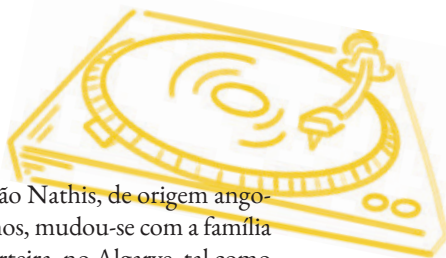 ão Nathis, de origem ango-
nos, mudou-se com a família
no Algarve, tal como